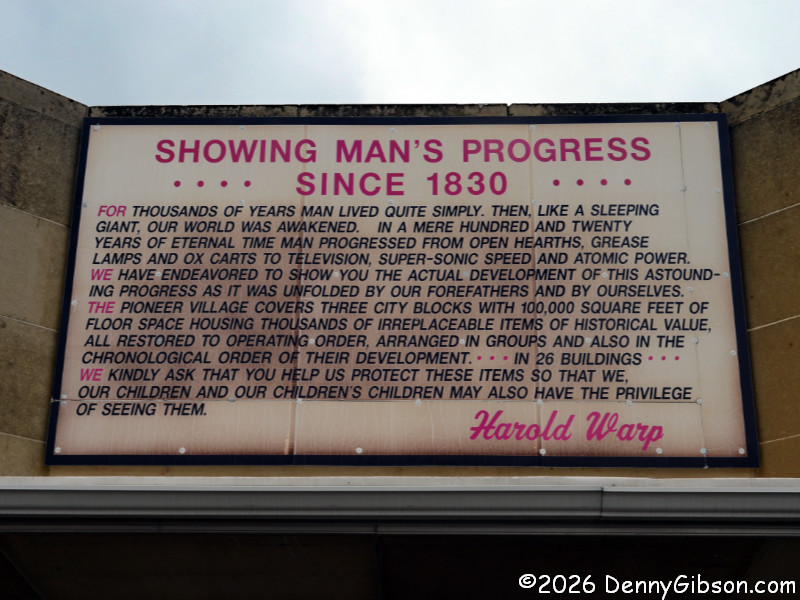 SHOWING MAN'S PROGRESS
• • • • SINCE 1830 • • • •
FOR THOUSANDS OF YEARS MAN LIVED QUITE SIMPLY. THEN, LIKE A SLEEPING
GIANT, OUR WORLD WAS AWAKENED. IN A MERE HUNDRED AND TWENTY
YEARS OF ETERNAL TIME MAN PROGRESSED FROM OPEN HEARTHS, GREASE
LAMPS AND OX CARTS TO TELEVISION, SUPER-SONIC SPEED AND ATOMIC POWER.
WE HAVE ENDEAVORED TO SHOW YOU THE ACTUAL DEVELOPMENT OF THIS ASTOUND-
ING PROGRESS AS IT WAS UNFOLDED BY OUR FOREFATHERS AND BY OURSELVES.
THE PIONEER VILLAGE COVERS THREE CITY BLOCKS WITH 100,000 SQUARE FEET OF
FLOOR SPACE HOUSING THOUSANDS OF IRREPLACEABLE ITEMS OF HISTORICAL VALUE,
ALL RESTORED TO OPERATING ORDER, ARRANGED IN GROUPS AND ALSO IN THE
CHRONOLOGICAL ORDER OF THEIR DEVELOPMENT. • • • IN 26 BUILDINGS • • •
WE KINDLY ASK THAT YOU HELP US PROTECT THESE ITEMS SO THAT WE,
OUR CHILDREN AND OUR CHILDREN'S CHILDREN MAY ALSO HAVE THE PRIVILEGE
OF SEEING THEM.
Harold Warp
©2026 DennyGibson.com